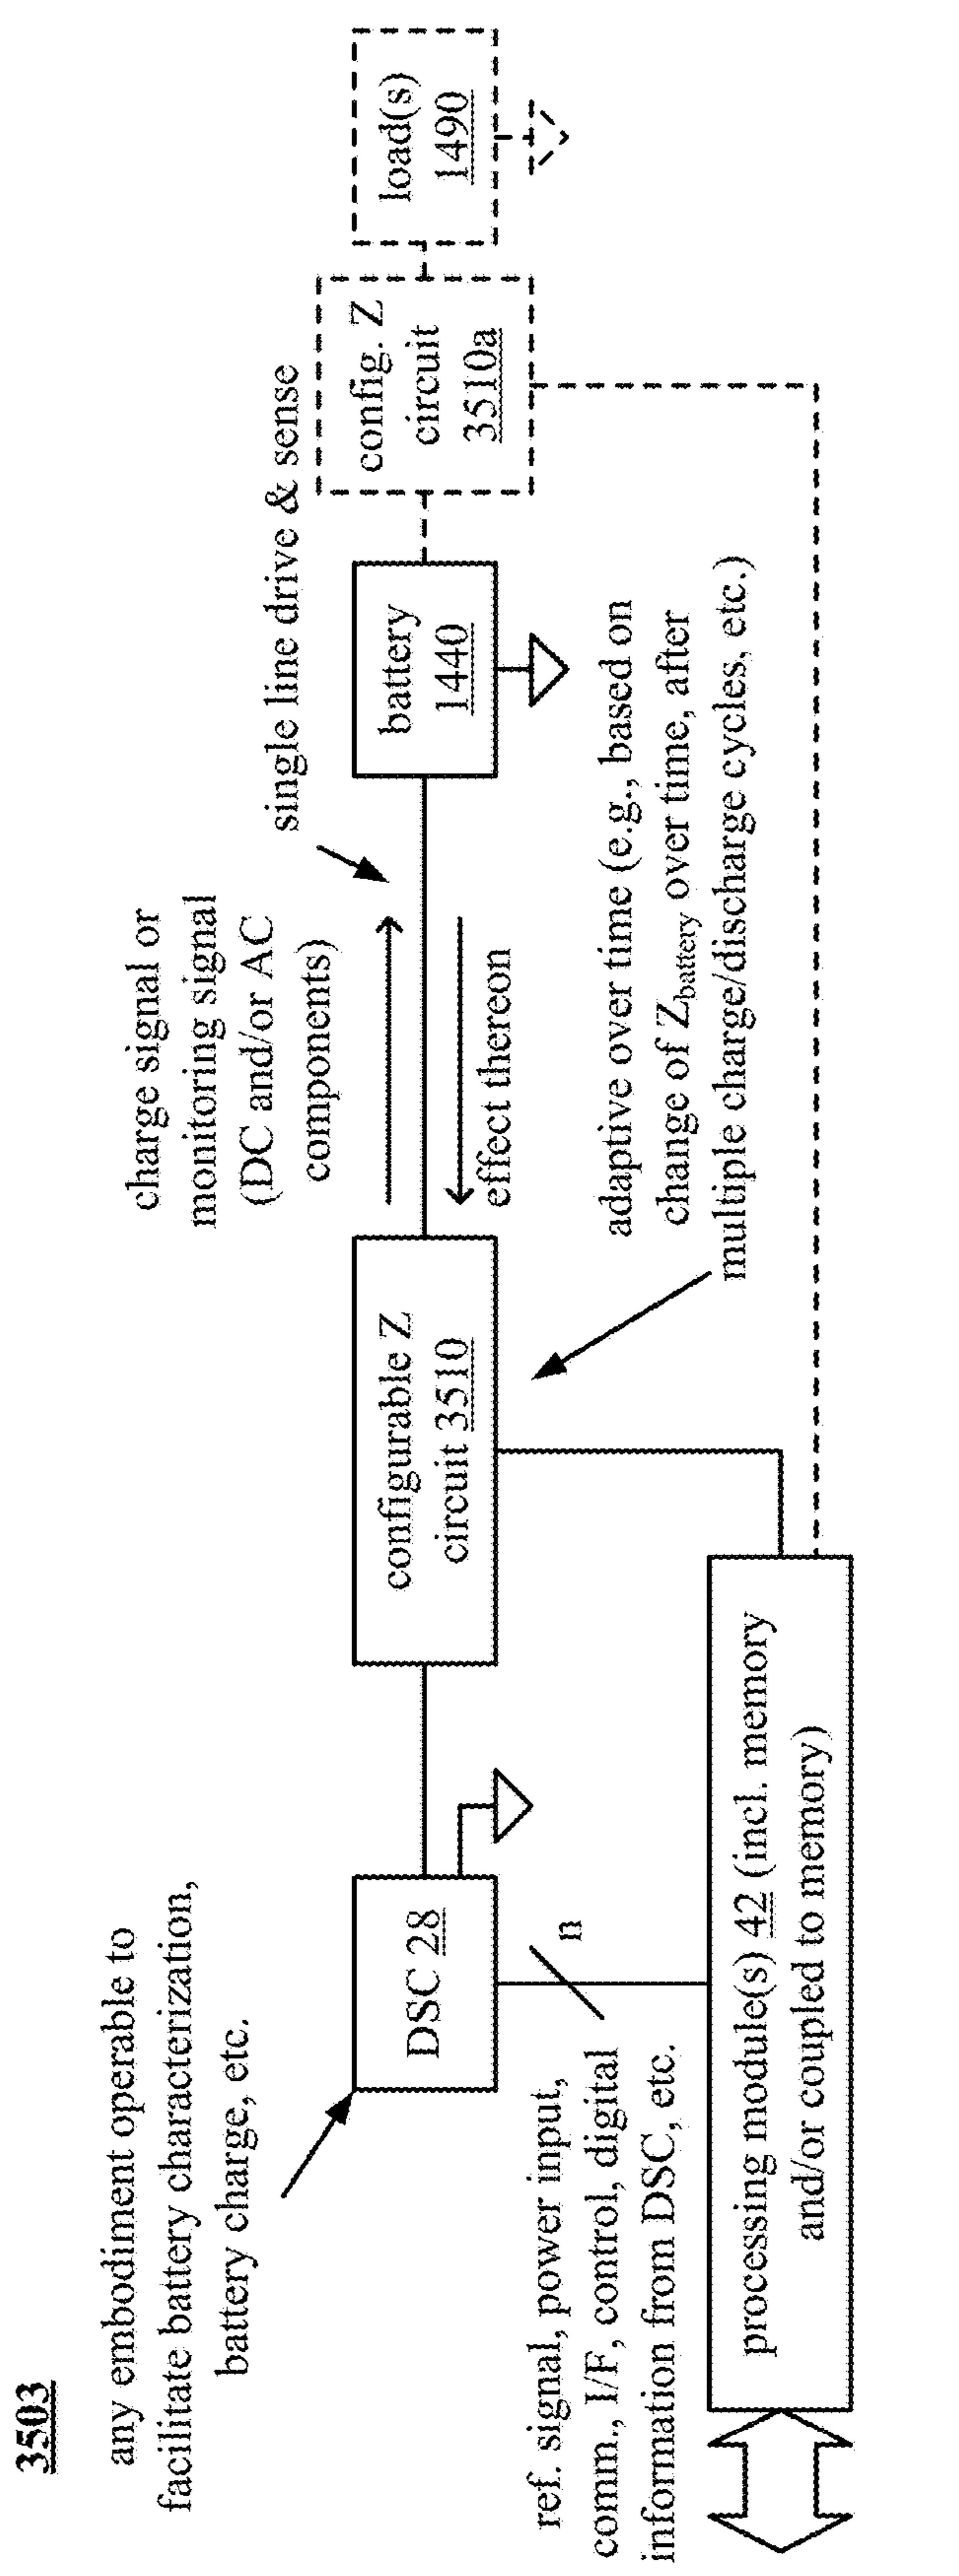 3503
any embodiment operable to
facilitate battery characterization,
battery charge, etc.
charge signal or
monitoring signal
(DC and/or AC
components)
single line drive & sense
DSC 28
configurable Z
circuit 3510
battery
1440
config. Z
circuit
3510a
load(s)
1490
effect thereon
n
ref. signal, power input,
comm., I/F, control, digital
information from DSC, etc.
adaptive over time (e.g., based on
change of Zbattery over time, after
multiple charge/discharge cycles, etc.)
processing module(s) 42 (incl. memory
and/or coupled to memory)